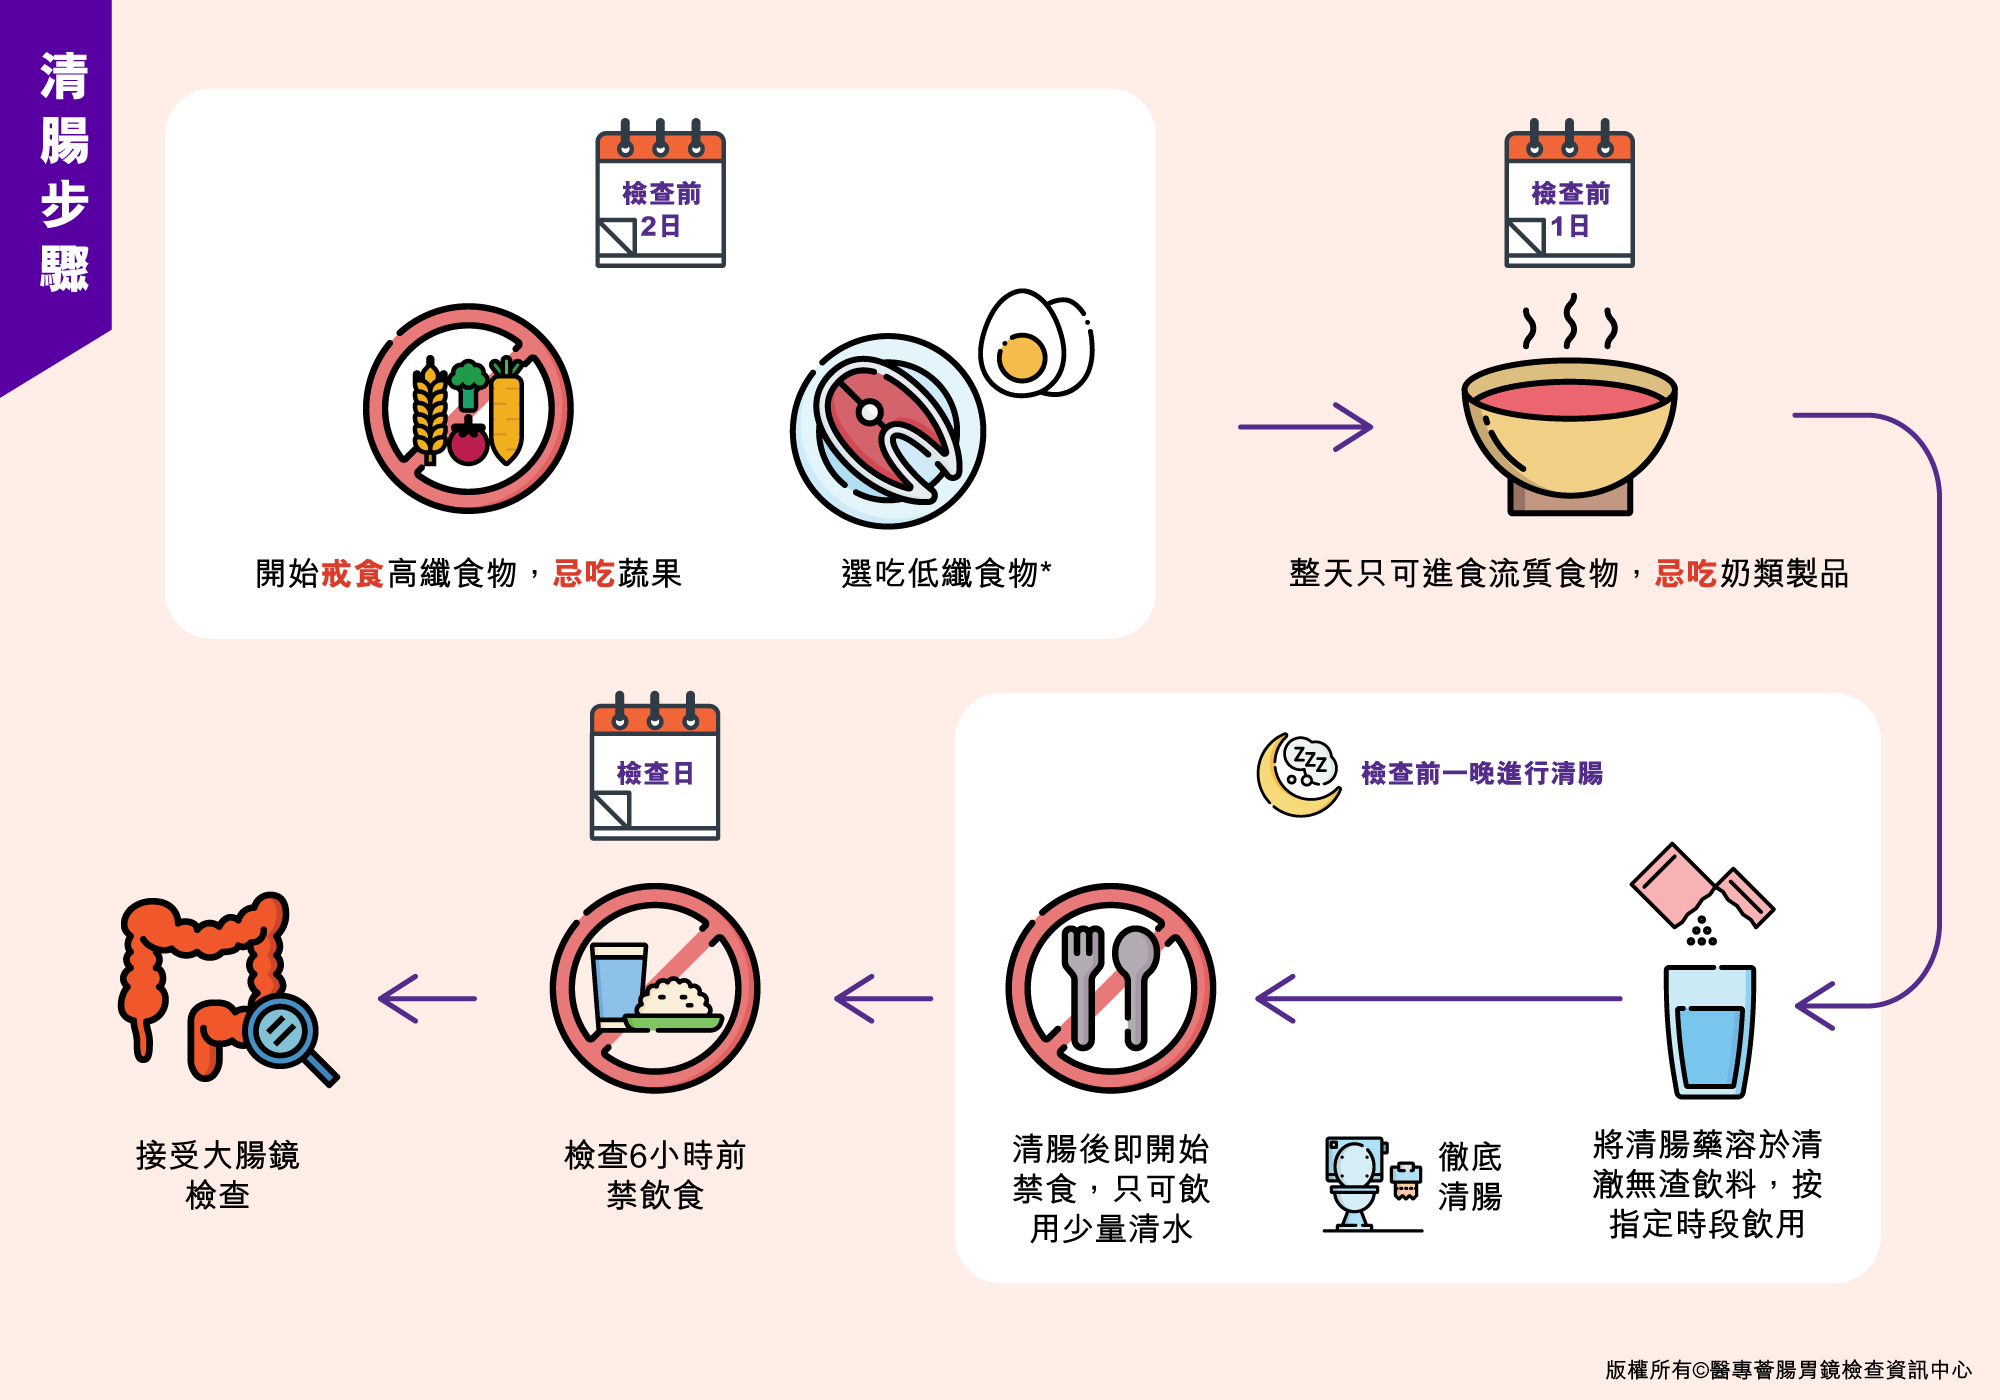 清腸步驟
檢查前
2日
開始戒食高纖食物，忌吃蔬果
選吃低纖食物*
檢查前
1日
整天只可進食流質食物，忌吃奶類製品
ZZZ
檢查前一晚進行清腸
將清腸藥溶於清
澈無渣飲料，按
指定時段飲用
徹底
清腸
清腸後即開始
禁食，只可飲
用少量清水
檢查日
檢查6小時前
禁飲食
接受大腸鏡
檢查
版權所有©醫專薈腸胃鏡檢查資訊中心